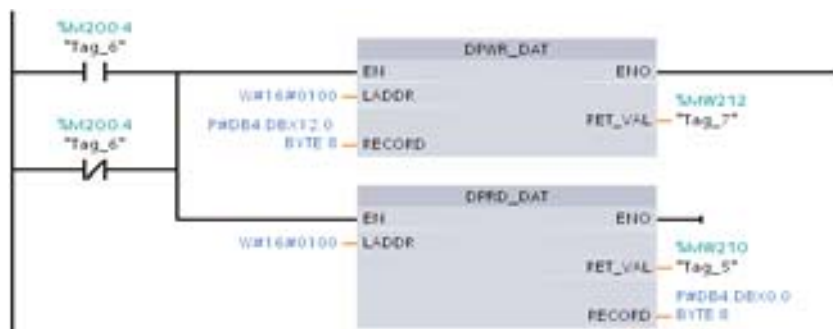 %M200.4
"Tag_6"
DPWR_DAT
EN
ENO
W#16#0100
LADDR
%MW212
RET_VAL
"Tag_7"
P#DB4.DBX12.0
BYTE 8
RECORD
%M200.4
"Tag_6"
DPRD_DAT
EN
ENO
W#16#0100
LADDR
%MW210
RET_VAL
"Tag_5"
P#DB4.DBX0.0
RECORD
BYTE 8